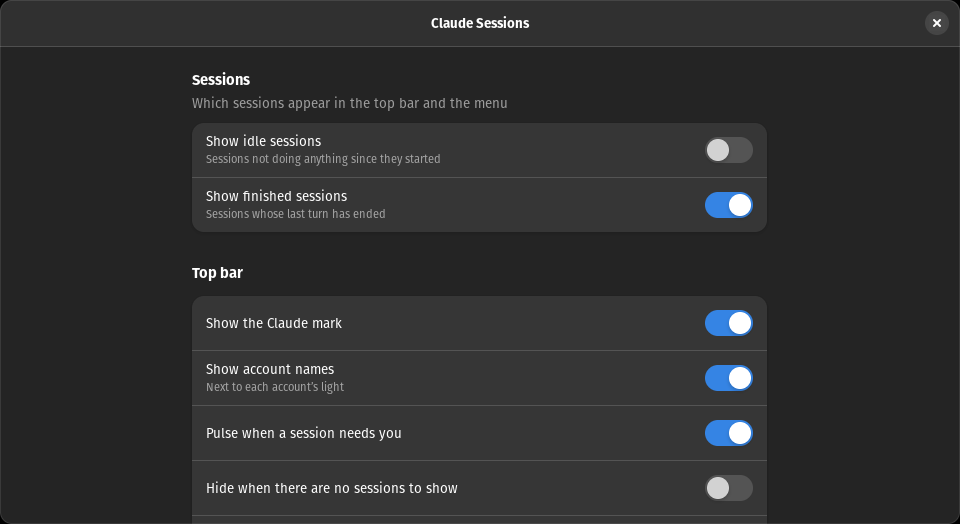 Claude Sessions
Sessions
Which sessions appear in the top bar and the menu
Show idle sessions
Sessions not doing anything since they started
Show finished sessions
Sessions whose last turn has ended
Top bar
Show the Claude mark
Show account names
Next to each account's light
Pulse when a session needs you
Hide when there are no sessions to show